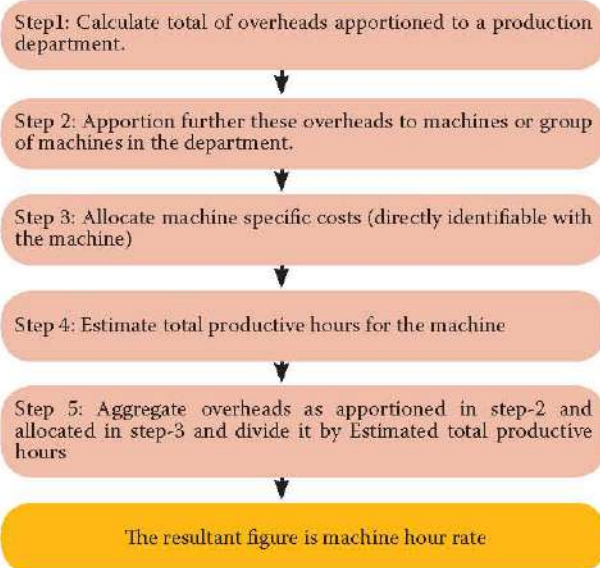 Step1: Calculate total of overheads apportioned to a production
department.
Step 2: Apportion further these overheads to machines or group
of machines in the department.
Step 3: Allocate machine specific costs (directly identifiable with
the machine)
Step 4: Estimate total productive hours for the machine
Step 5: Aggregate overheads as apportioned in step-2 and
allocated in step-3 and divide it by Estimated total productive
hours
The resultant figure is machine hour rate